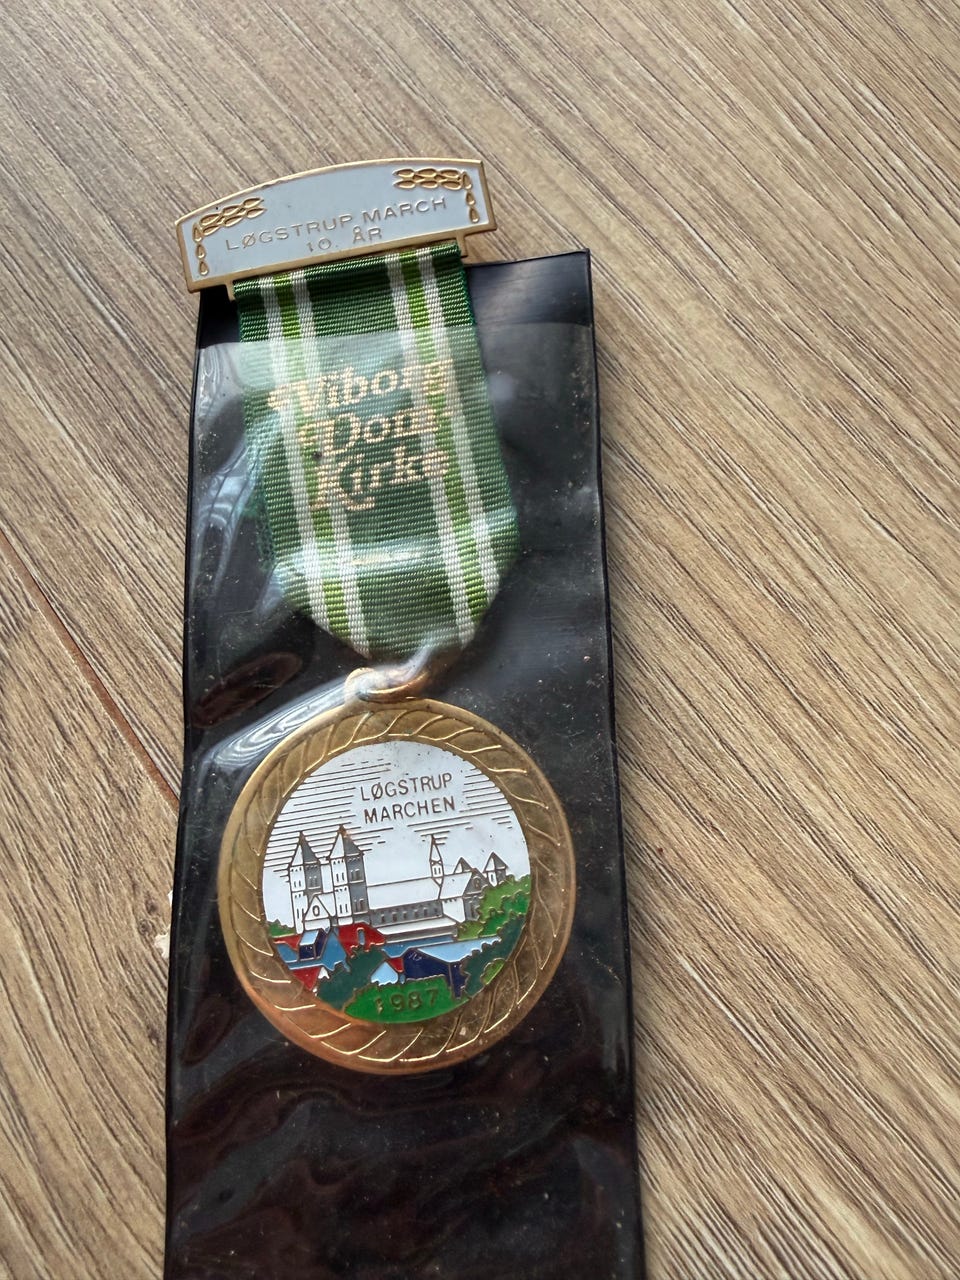 LØGSTRUP MARCH
10. ÅR
Viborg
Dom-
Kirke
LØGSTRUP
MARCHEN
1987